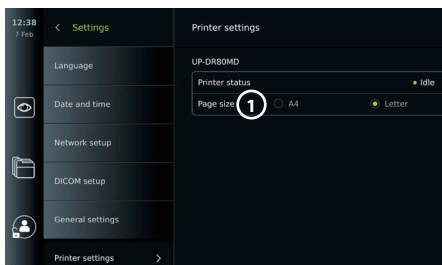 12:38
7 Feb
< Settings
Printer settings
Language
Date and time
Network setup
DICOM setup
General settings
Printer settings >
UP-DR80MD
Printer status • Idle
Page size 1 A4 Letter